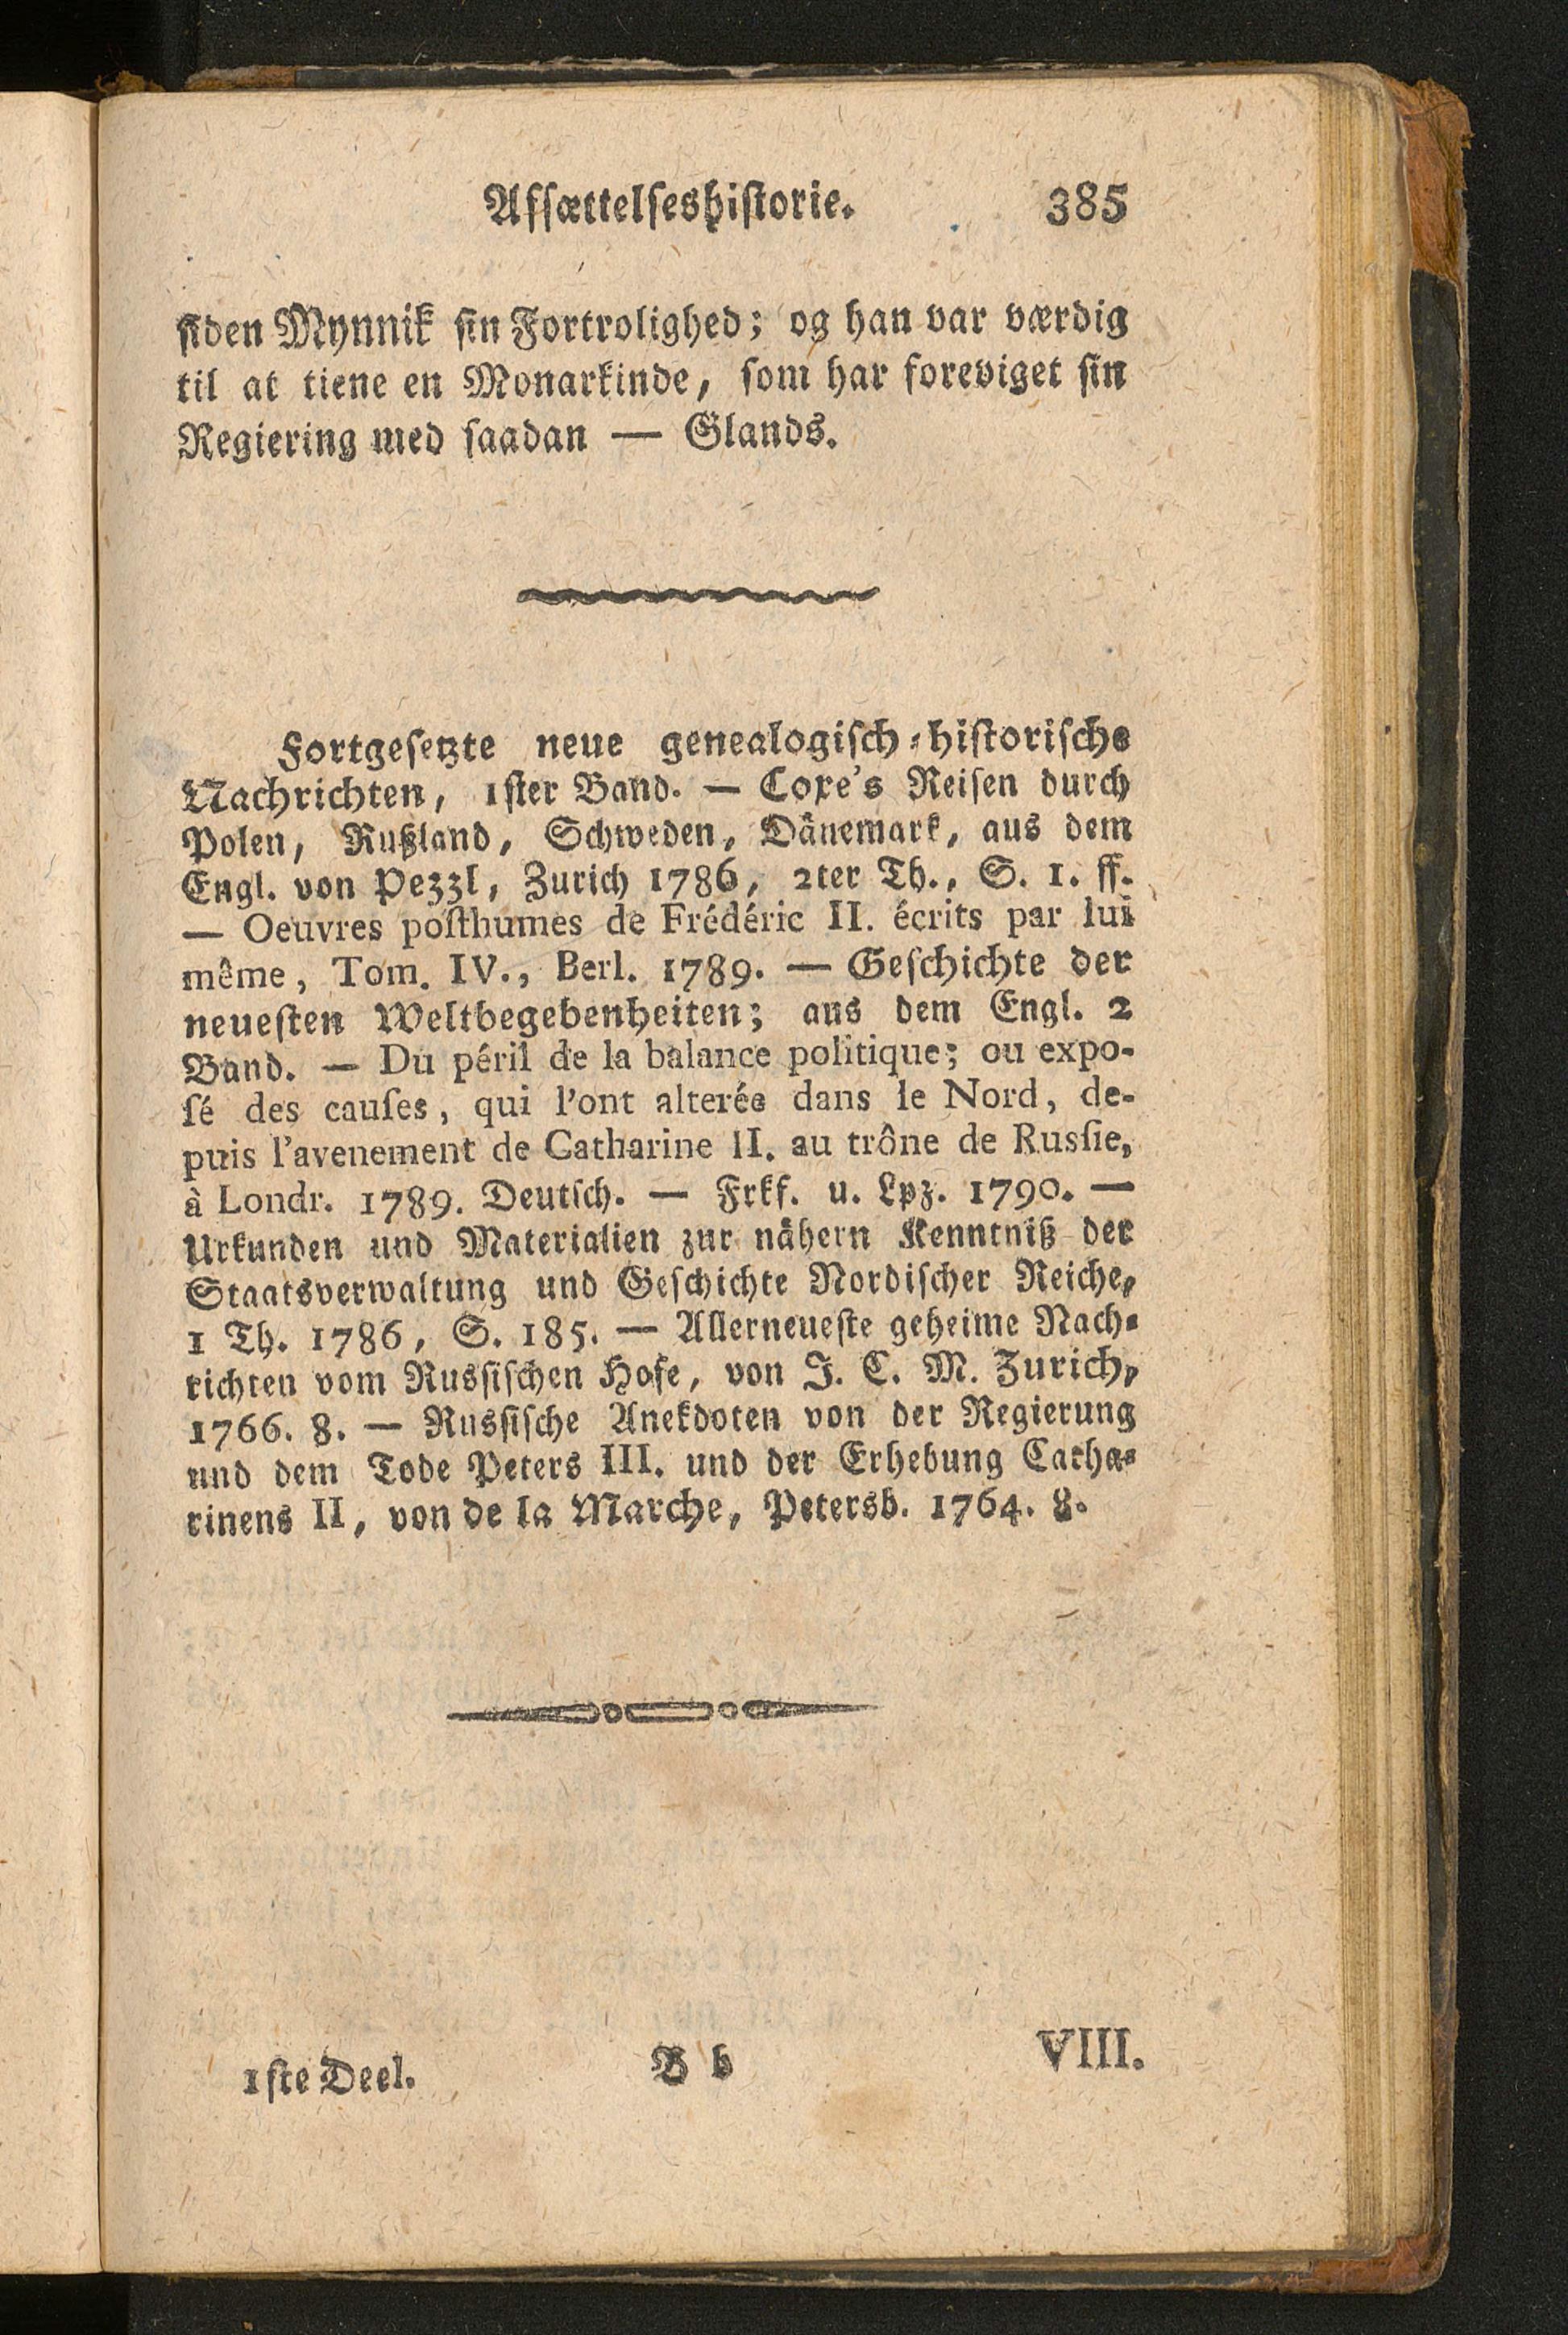 Afsættelseshistorie. 385
siden Mynnik sin Fortrolighed; og han var værdig
til at tiene en Monarkinde, som har foreviget sin
Regiering med saadan — Glands.
Fortgesetzte neue genealogisch-historische
Nachrichten, 1ster Band. — Coxe's Reisen durch
Polen, Rußland, Schweden, Dänemark, aus dem
Engl. von Pezzl, Zurich 1786, 2ter Th., S. 1. ff.
— Oeuvres posthumes de Frédéric II. écrits par lui
même, Tom. IV., Berl. 1789. — Geschichte der
neuesten Weltbegebenheiten; aus dem Engl. 2
Band. — Du péril de la balance politique; ou expo-
sé des causes, qui l'ont alterée dans le Nord, de-
puis l'avenement de Catharine II. au trône de Russie,
à Londr. 1789. Deutsch. — Frkf. u. Lpz. 1790. —
Urkunden und Materialien zur nähern Kenntniß der
Staatsverwaltung und Geschichte Nordischer Reiche,
1 Th. 1786, S. 185. — Allerneueste geheime Nach-
richten vom Russischen Hofe, von J. C. M. Zurich,
1766. 8. — Russische Anekdoten von der Regierung
und dem Tode Peters III. und der Erhebung Catha-
rinens II, von de la Marche, Petersb. 1764. 8.
1ste Deel. B b VIII.